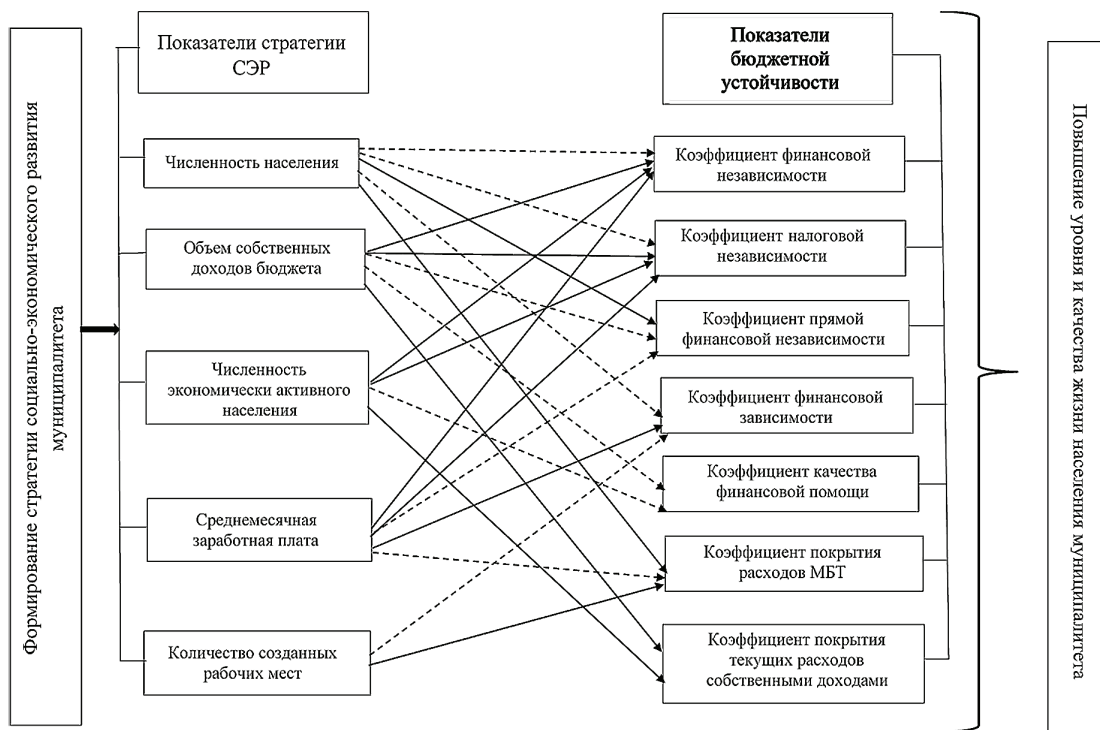 Формирование стратегии социально-экономического развития
муниципалитета
Показатели стратегии
СЭР
Численность населения
Объем собственных
доходов бюджета
Численность
экономически активного
населения
Среднемесячная
заработная плата
Количество созданных
рабочих мест
Показатели
бюджетной
устойчивости
Коэффициент финансовой
независимости
Коэффициент налоговой
независимости
Коэффициент прямой
финансовой независимости
Коэффициент финансовой
зависимости
Коэффициент качества
финансовой помощи
Коэффициент покрытия
расходов МБТ
Коэффициент покрытия
текущих расходов
собственными доходами
Повышение уровня и качества жизни населения муниципалитета